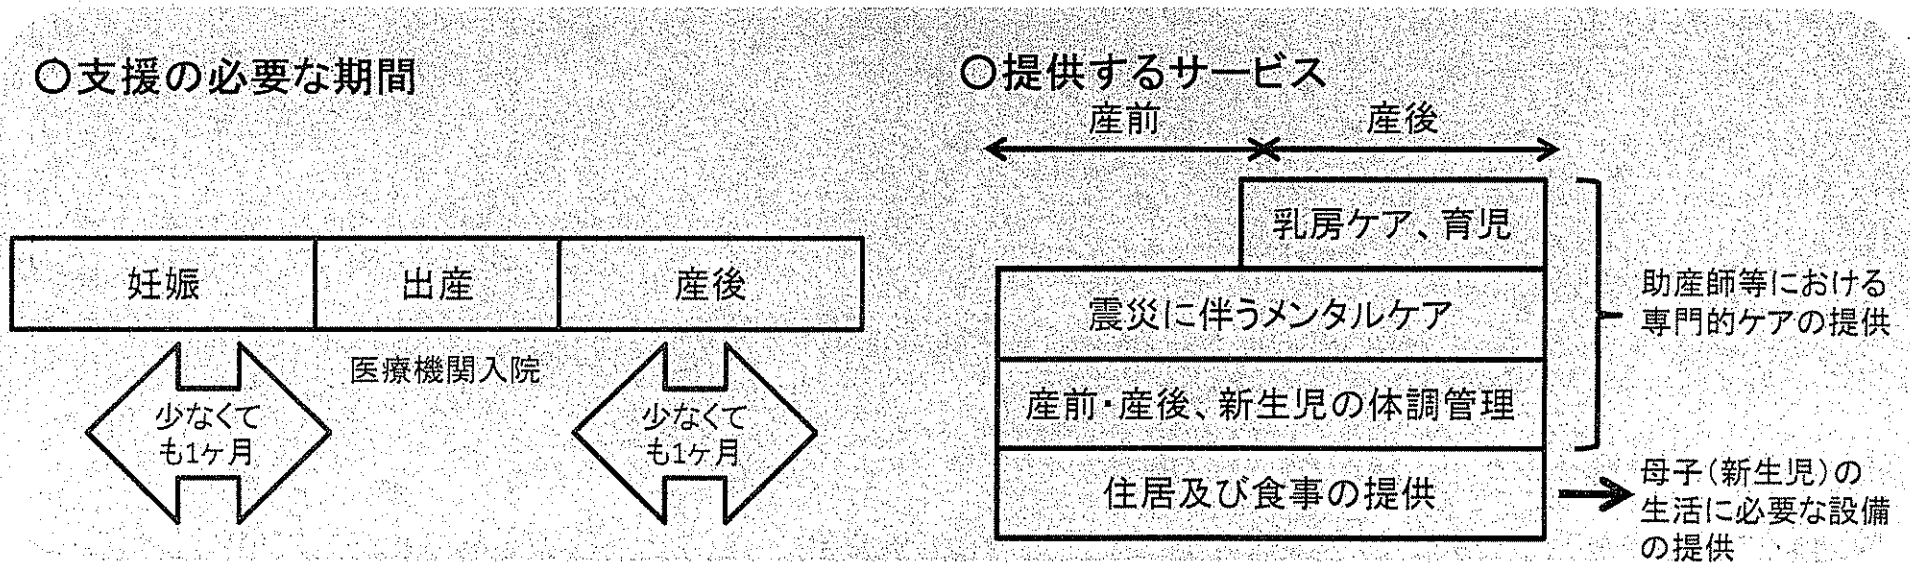 〇支援の必要な期間
妊娠
出産
産後
医療機関入院
少なくて
も1ヶ月
少なくて
も1ヶ月
〇提供するサービス
産前
産後
乳房ケア、育児
震災に伴うメンタルケア
産前・産後、新生児の体調管理
住居及び食事の提供
助産師等における
専門的ケアの提供
母子(新生児)の
生活に必要な設備
の提供